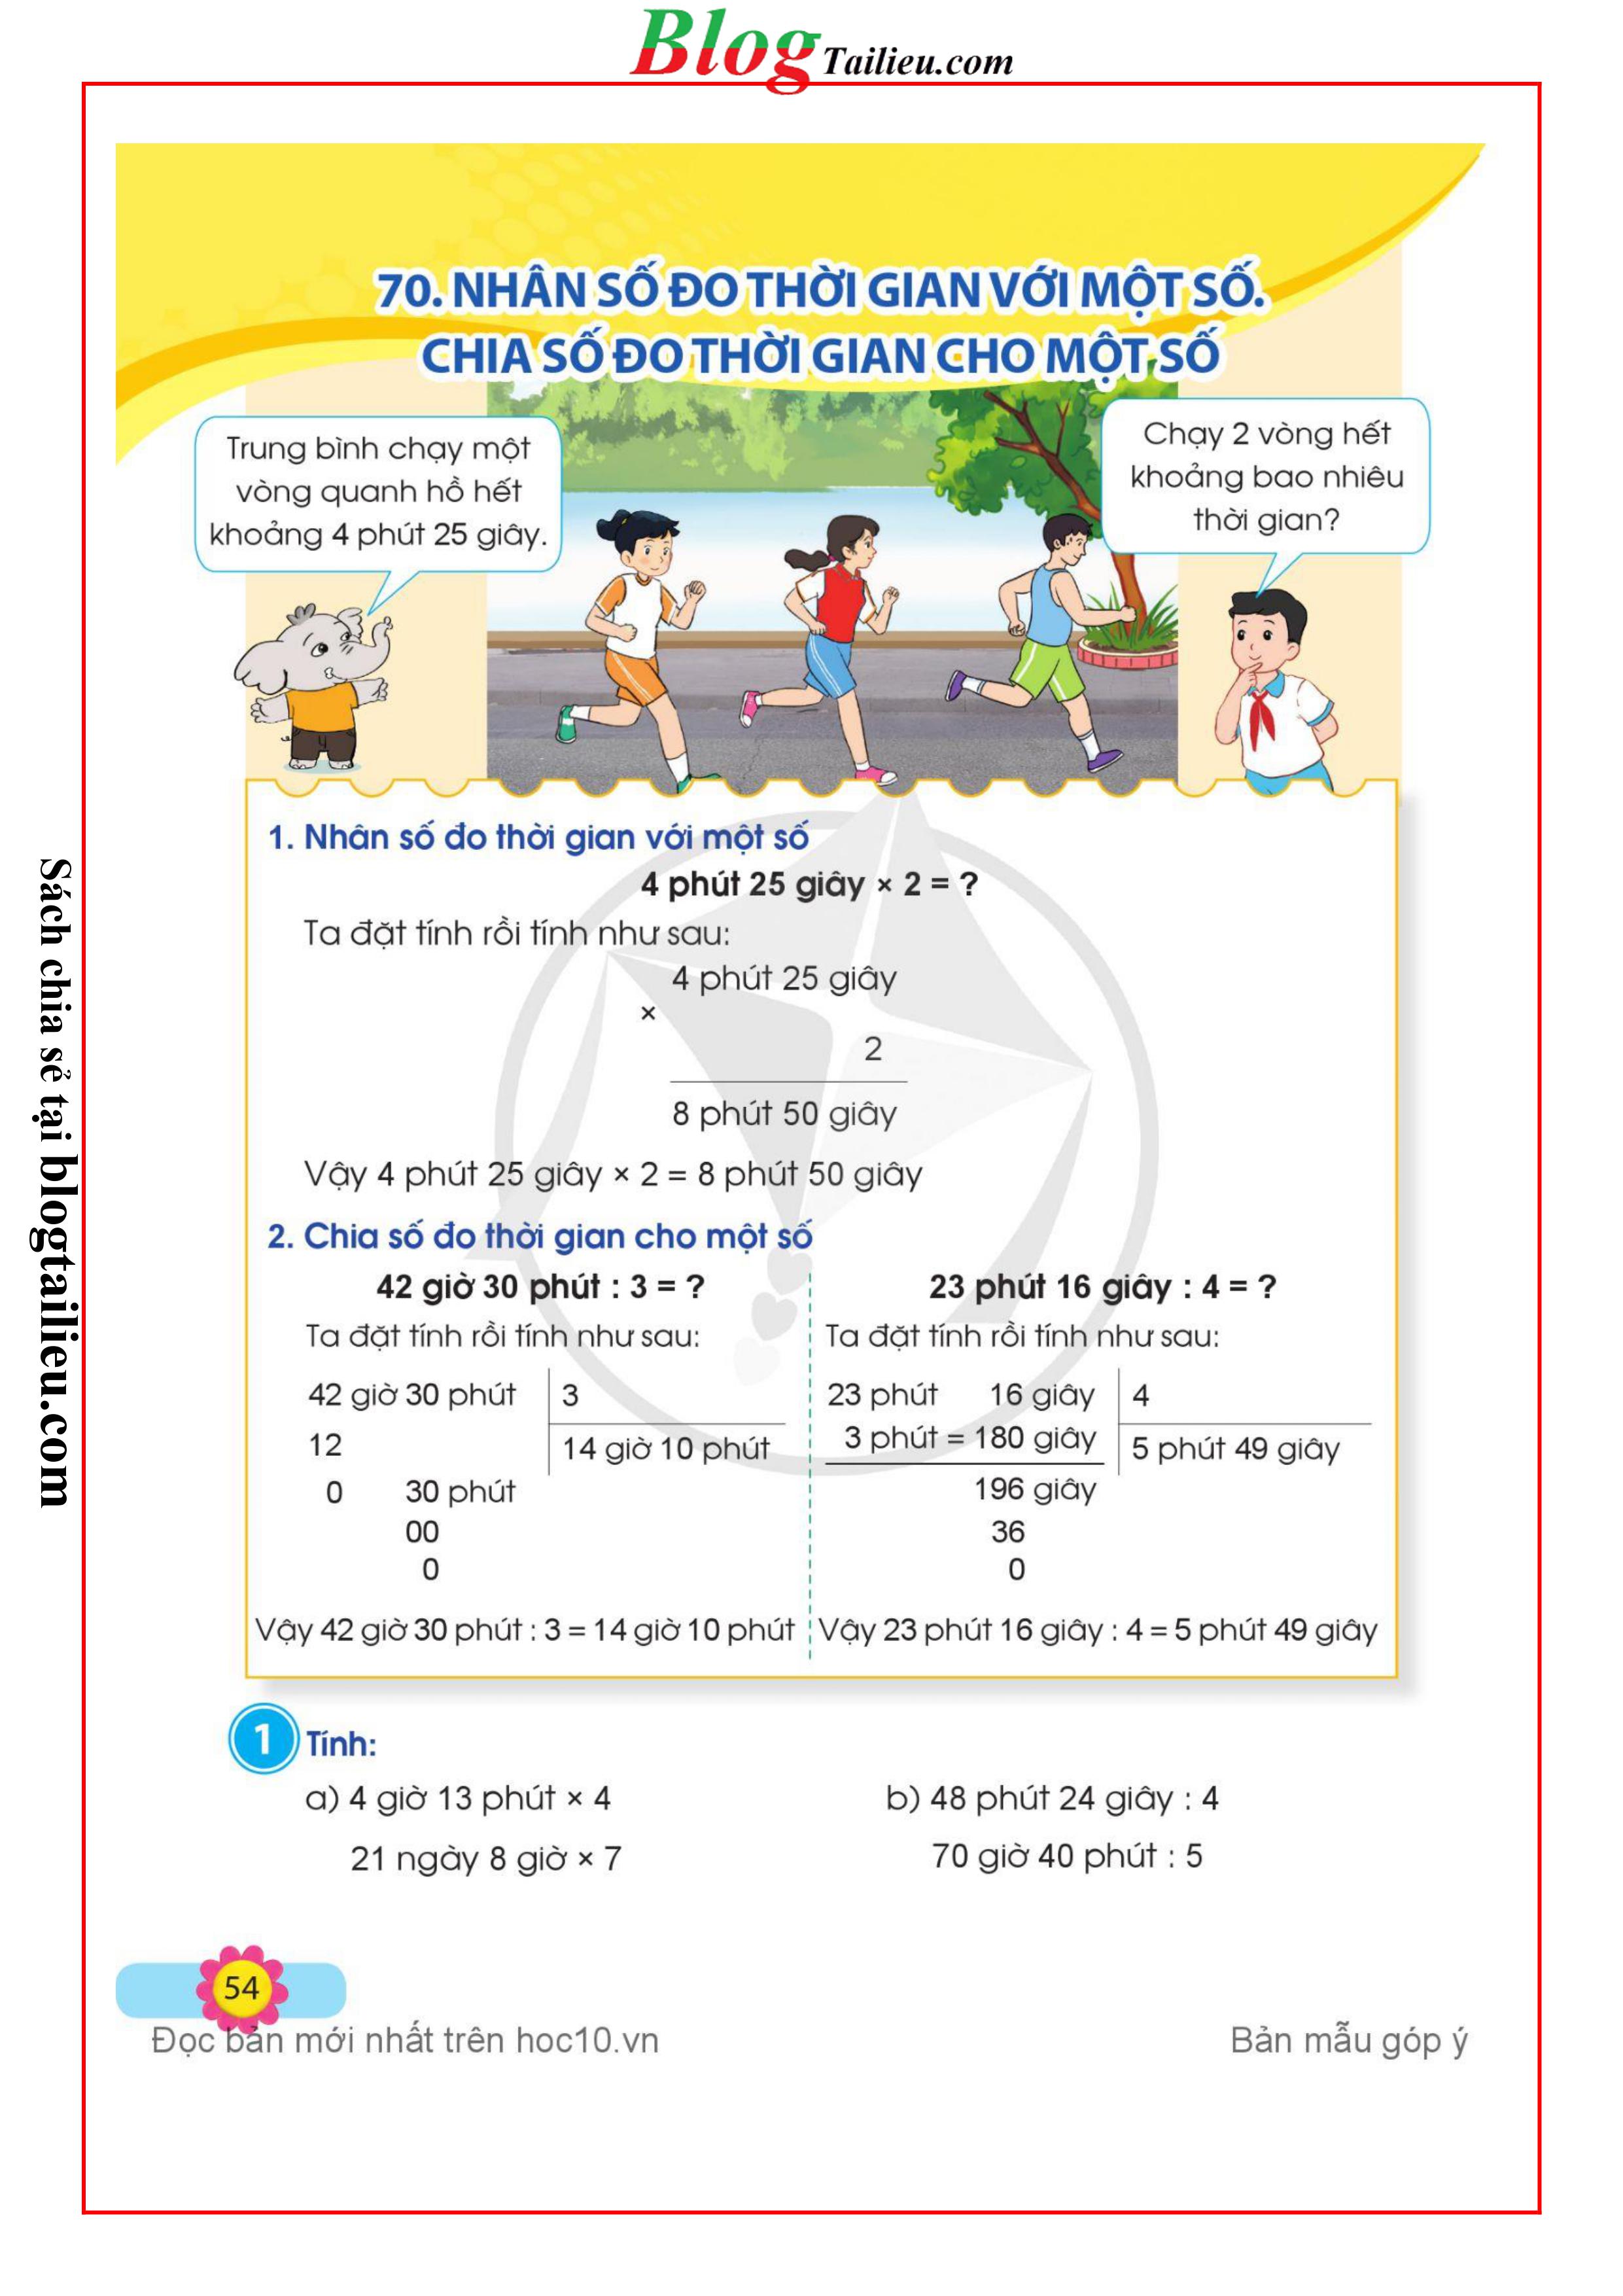 Blog Tailieu.com
70. NHÂN SỐ ĐO THỜI GIAN VỚI MỘT SỐ.
CHIA SỐ ĐO THỜI GIAN CHO MỘT SỐ
Trung bình chạy một
vòng quanh hồ hết
khoảng 4 phút 25 giây.
Chạy 2 vòng hết
khoảng bao nhiêu
thời gian?
1. Nhân số đo thời gian với một số
4 phút 25 giây × 2 = ?
Ta đặt tính rồi tính như sau:
4 phút 25 giây
×
2
8 phút 50 giây
Vậy 4 phút 25 giây × 2 = 8 phút 50 giây
2. Chia số đo thời gian cho một số
42 giờ 30 phút : 3 = ?
Ta đặt tính rồi tính như sau:
42 giờ 30 phút 3
12 14 giờ 10 phút
0 30 phút
00
0
Vậy 42 giờ 30 phút : 3 = 14 giờ 10 phút
23 phút 16 giây : 4 = ?
Ta đặt tính rồi tính như sau:
23 phút 16 giây 4
3 phút = 180 giây 5 phút 49 giây
196 giây
36
0
Vậy 23 phút 16 giây : 4 = 5 phút 49 giây
1 Tính:
a) 4 giờ 13 phút × 4
21 ngày 8 giờ × 7
b) 48 phút 24 giây : 4
70 giờ 40 phút : 5
54
Đọc bản mới nhất trên hoc10.vn
Bản mẫu góp ý
Sách chia sẻ tại blogtailieu.com